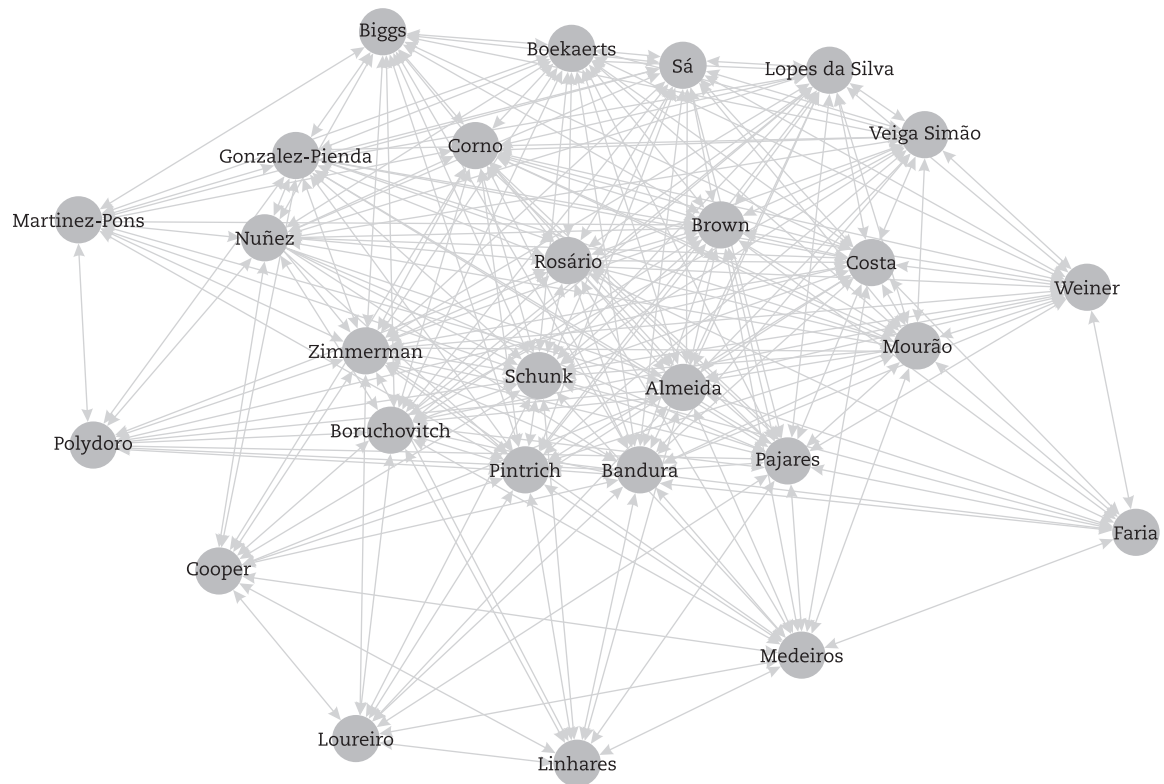 Biggs
Boekaerts
Sá
Lopes da Silva
Veiga Simão
Corno
Gonzalez-Pienda
Martinez-Pons
Brown
Nuñez
Rosário
Costa
Weiner
Mourão
Zimmerman
Schunk
Almeida
Boruchovitch
Polydoro
Pajares
Pintrich
Bandura
Faria
Cooper
Medeiros
Loureiro
Linhares